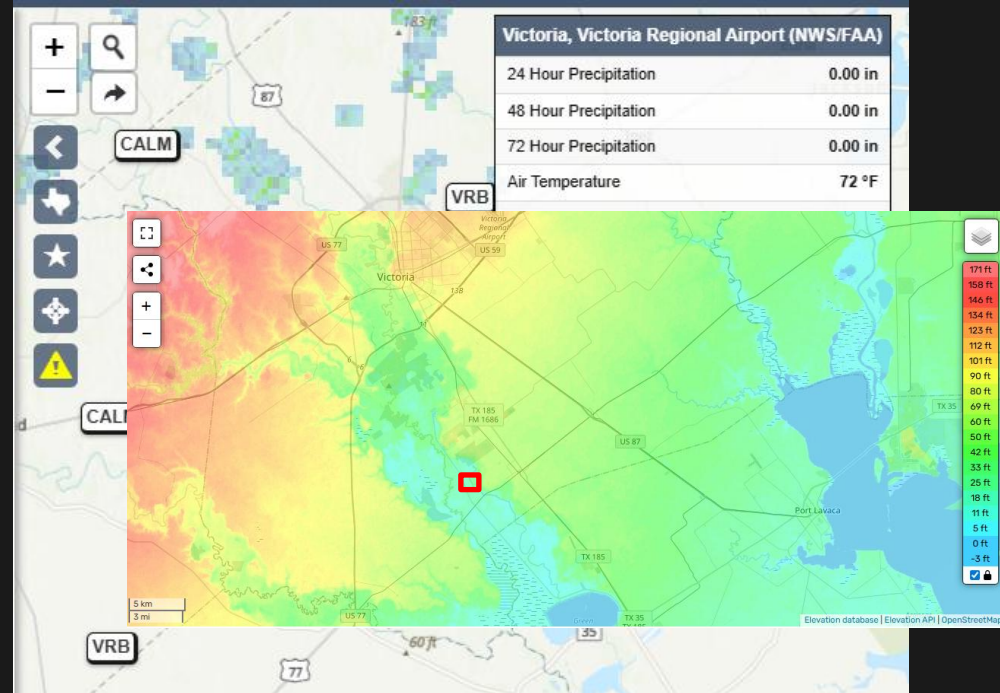 183 ft
Victoria, Victoria Regional Airport (NWS/FAA)
+
24 Hour Precipitation 0.00 in
−
87
48 Hour Precipitation 0.00 in
CALM
72 Hour Precipitation 0.00 in
Air Temperature 72 °F
VRB
Victoria
Regional
Airport
US 77
US 59
Victoria
171 ft
158 ft
138
+
146 ft
134 ft
−
123 ft
112 ft
101 ft
90 ft
80 ft
69 ft
TX 35
CAL
TX 185
FM 1686
60 ft
d
50 ft
US 87
42 ft
33 ft
25 ft
18 ft
Port Lavaca
11 ft
5 ft
0 ft
TX 185
-3 ft
5 km
3 mi
US 77
TX 35
Green
Elevation database | Elevation API | OpenStreetMap
35
VRB
60 ft
77